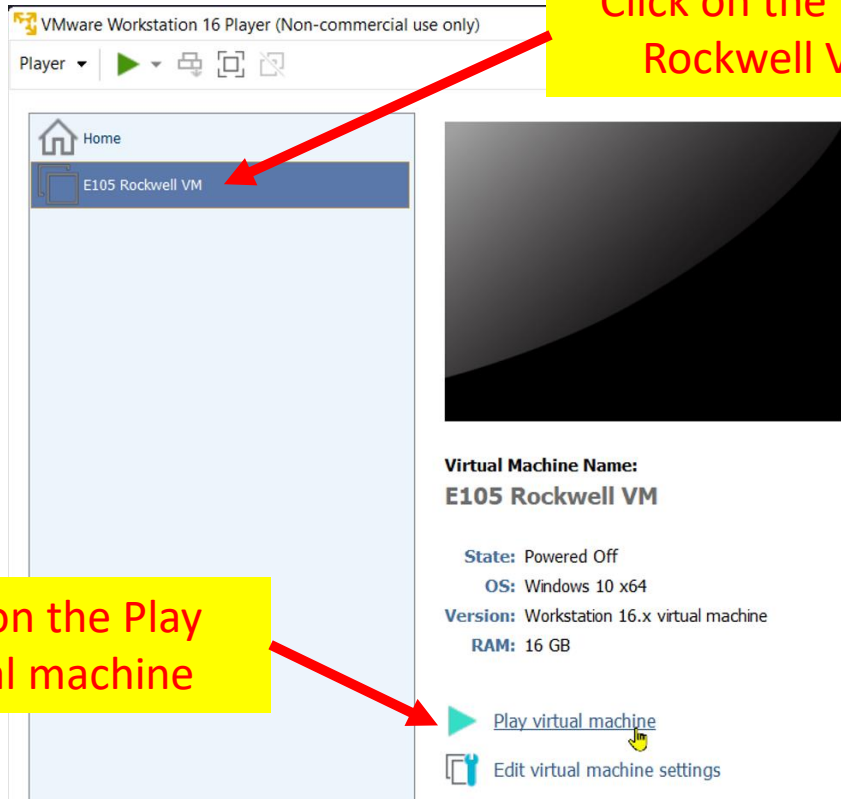 Click on the
Rockwell V
VMware Workstation 16 Player (Non-commercial use only)
Player
Home
E105 Rockwell VM
Virtual Machine Name:
E105 Rockwell VM
State: Powered Off
OS: Windows 10 x64
Version: Workstation 16.x virtual machine
RAM: 16 GB
on the Play
al machine
Play virtual machine
Edit virtual machine settings